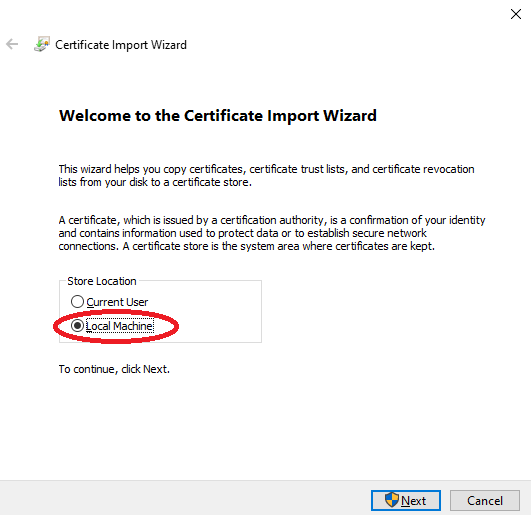 Certificate Import Wizard
Welcome to the Certificate Import Wizard
This wizard helps you copy certificates, certificate trust lists, and certificate revocation
lists from your disk to a certificate store.
A certificate, which is issued by a certification authority, is a confirmation of your identity
and contains information used to protect data or to establish secure network
connections. A certificate store is the system area where certificates are kept.
Store Location
Current User
Local Machine
To continue, click Next.
Next
Cancel